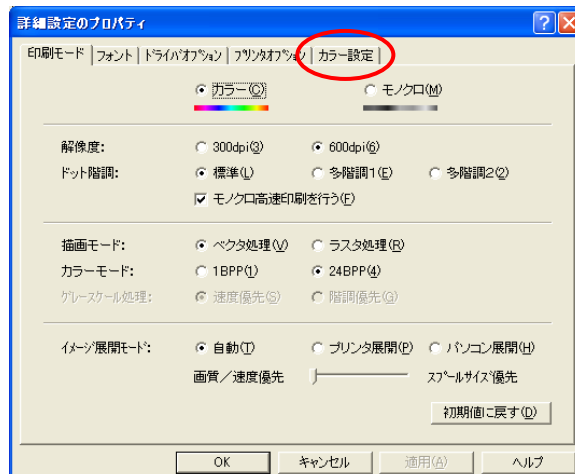 詳細設定のプロパティ
印刷モード フォント ドライバオプション プリンタオプション カラー設定
カラー(C) モノクロ(M)
解像度: 300dpi(3) 600dpi(6)
ドット階調: 標準(L) 多階調1(E) 多階調2(2)
モノクロ高速印刷を行う(F)
描画モード: ベクタ処理(V) ラスタ処理(R)
カラーモード: 1BPP(1) 24BPP(4)
グレースケール処理: 速度優先(S) 階調優先(G)
イメージ展開モード: 自動(T) プリンタ展開(P) パソコン展開(H)
画質／速度優先 スプールサイズ優先
初期値に戻す(D)
OK キャンセル 適用(A) ヘルプ